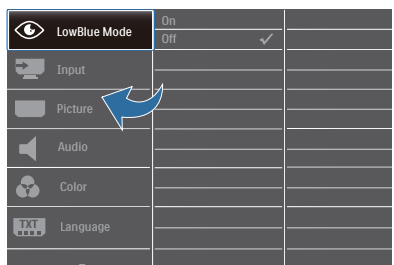 LowBlue Mode
On
Off
Input
Picture
Audio
Color
TXT
Language